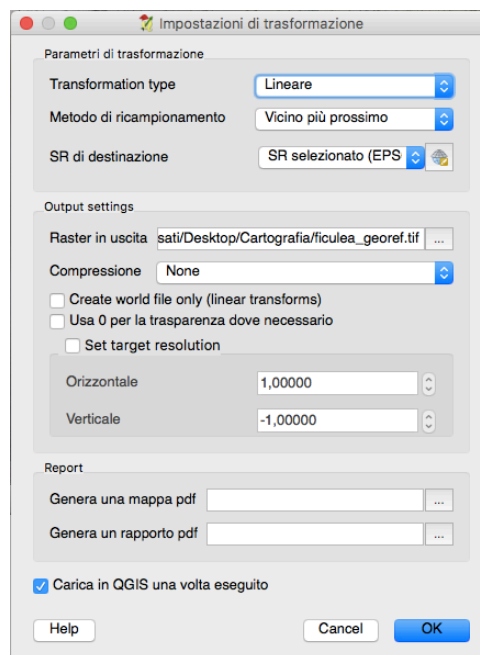 Impostazioni di trasformazione
Parametri di trasformazione
Transformation type Lineare
Metodo di ricampionamento Vicino più prossimo
SR di destinazione SR selezionato (EPS
Output settings
Raster in uscita sati/Desktop/Cartografia/ficulea_georef.tif ...
Compressione None
Create world file only (linear transforms)
Usa 0 per la trasparenza dove necessario
Set target resolution
Orizzontale 1,00000
Verticale -1,00000
Report
Genera una mappa pdf ...
Genera un rapporto pdf ...
Carica in QGIS una volta eseguito
Help Cancel OK